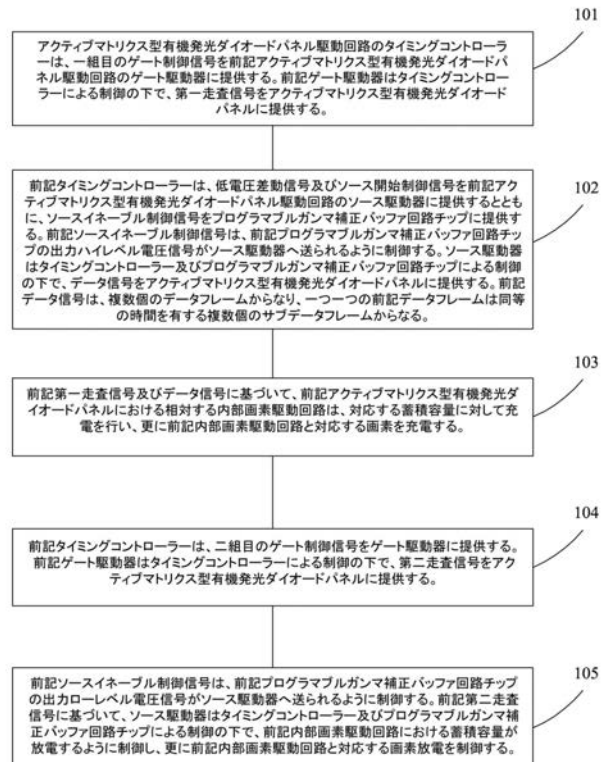 101
アクティブマトリクス型有機発光ダイオードパネル駆動回路のタイミングコントローラ
ーは、一組目のゲート制御信号を前記アクティブマトリクス型有機発光ダイオードパ
ネル駆動回路のゲート駆動器に提供する。前記ゲート駆動器はタイミングコントロー
ラーによる制御の下で、第一走査信号をアクティブマトリクス型有機発光ダイオード
パネルに提供する。
102
前記タイミングコントローラーは、低電圧差動信号及びソース開始制御信号を前記アク
ティブマトリクス型有機発光ダイオードパネル駆動回路のソース駆動器に提供するととも
に、ソースイネーブル制御信号をプログラマブルガンマ補正バッファ回路チップに提供す
る。前記ソースイネーブル制御信号は、前記プログラマブルガンマ補正バッファ回路チッ
プの出力ハイレベル電圧信号がソース駆動器へ送られるように制御する。ソース駆動器
はタイミングコントローラー及びプログラマブルガンマ補正バッファ回路チップによる制御
の下で、データ信号をアクティブマトリクス型有機発光ダイオードパネルに提供する。前記
データ信号は、複数個のデータフレームからなり、一つ一つの前記データフレームは同等
の時間を有する複数個のサブデータフレームからなる。
103
前記第一走査信号及びデータ信号に基づいて、前記アクティブマトリクス型有機発光ダ
イオードパネルにおける相対する内部画素駆動回路は、対応する蓄積容量に対して充
電を行い、更に前記内部画素駆動回路と対応する画素を充電する。
104
前記タイミングコントローラーは、二組目のゲート制御信号をゲート駆動器に提供する。
前記ゲート駆動器はタイミングコントローラーによる制御の下で、第二走査信号をアク
ティブマトリクス型有機発光ダイオードパネルに提供する。
105
前記ソースイネーブル制御信号は、前記プログラマブルガンマ補正バッファ回路チップ
の出力ローレベル電圧信号がソース駆動器へ送られるように制御する。前記第二走査
信号に基づいて、ソース駆動器はタイミングコントローラー及びプログラマブルガンマ補
正バッファ回路チップによる制御の下で、前記内部画素駆動回路における蓄積容量が
放電するように制御し、更に前記内部画素駆動回路と対応する画素放電を制御する。